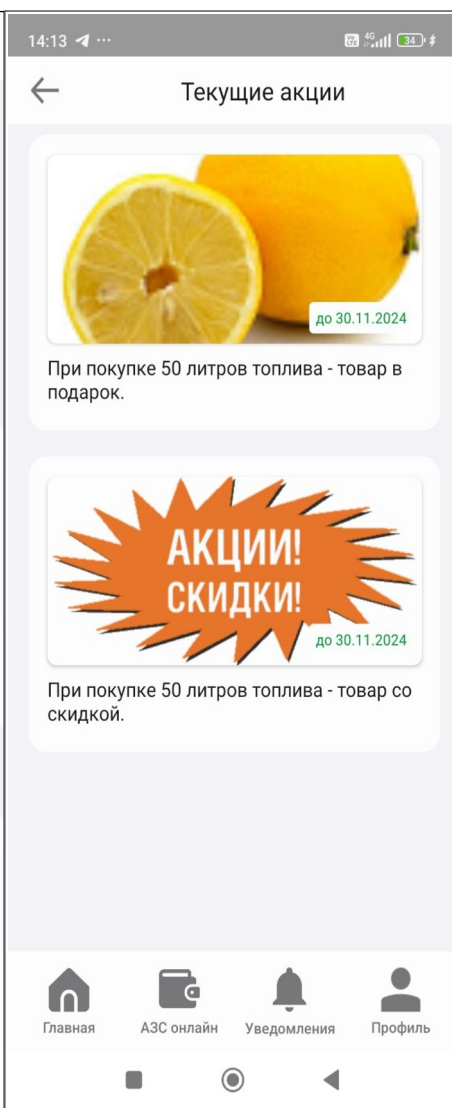 14:13
4G
34
Текущие акции
до 30.11.2024
При покупке 50 литров топлива - товар в
подарок.
АКЦИИ!
СКИДКИ!
до 30.11.2024
При покупке 50 литров топлива - товар со
скидкой.
Главная
АЗС онлайн
Уведомления
Профиль